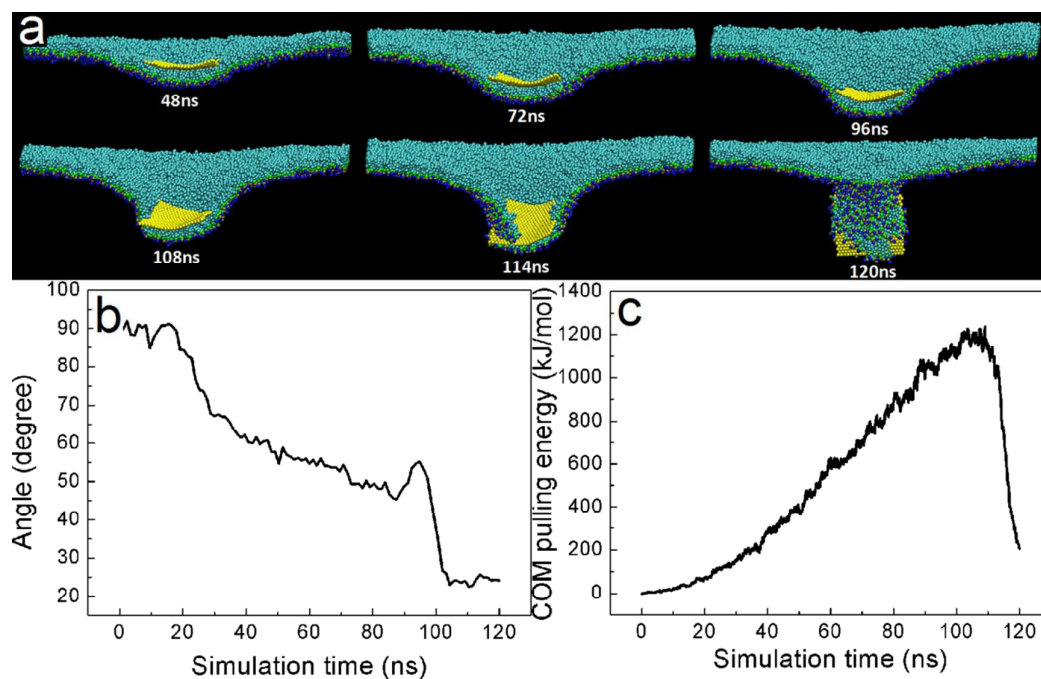 a
48ns
72ns
96ns
108ns
114ns
120ns
b
Angle (degree)
100
90
80
70
60
50
40
30
20
0 20 40 60 80 100 120
Simulation time (ns)
c
COM pulling energy (kJ/mol)
1400
1200
1000
800
600
400
200
0
0 20 40 60 80 100 120
Simulation time (ns)